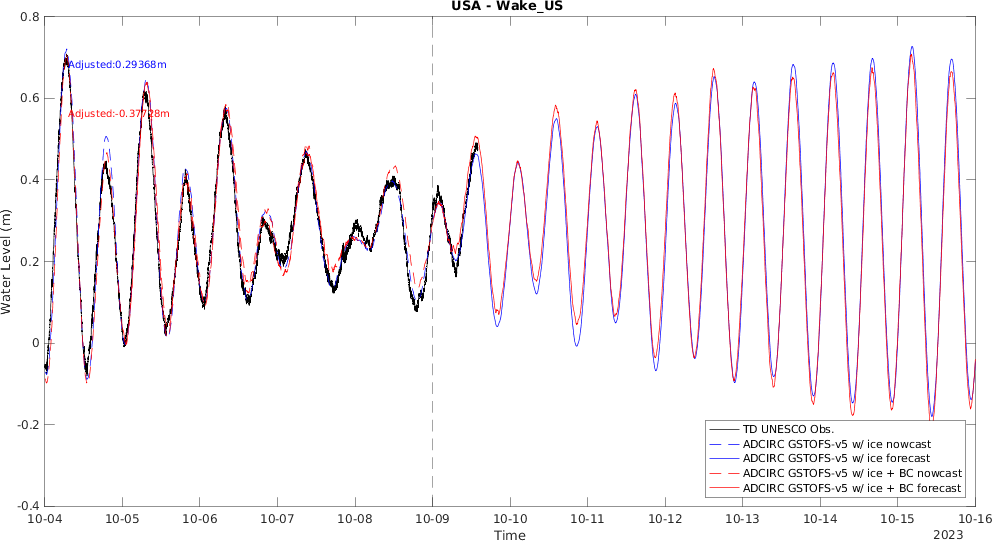 USA - Wake_US
0.8
0.6
0.4
0.2
0
-0.2
-0.4
Water Level (m)
Adjusted:0.29368m
Adjusted:-0.37728m
TD UNESCO Obs.
ADCIRC GSTOFS-v5 w/ ice nowcast
ADCIRC GSTOFS-v5 w/ ice forecast
ADCIRC GSTOFS-v5 w/ ice + BC nowcast
ADCIRC GSTOFS-v5 w/ ice + BC forecast
10-04 10-05 10-06 10-07 10-08 10-09 10-10 10-11 10-12 10-13 10-14 10-15 10-16
Time
2023